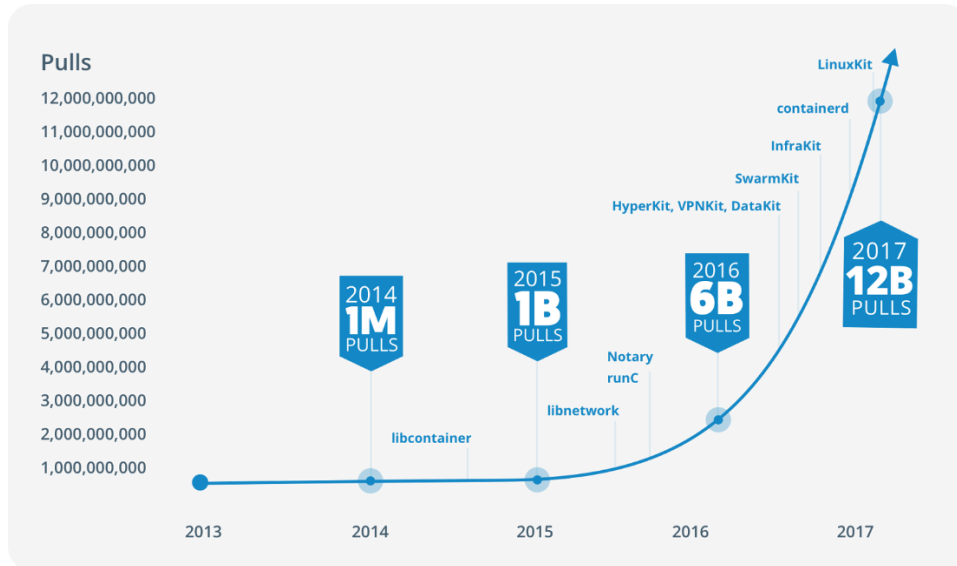 Pulls
12,000,000,000
11,000,000,000
10,000,000,000
9,000,000,000
8,000,000,000
7,000,000,000
6,000,000,000
5,000,000,000
4,000,000,000
3,000,000,000
2,000,000,000
1,000,000,000
LinuxKit
containerd
InfraKit
SwarmKit
HyperKit, VPNKit, DataKit
2014
1M
PULLS
2015
1B
PULLS
2016
6B
PULLS
2017
12B
PULLS
Notary
runC
libnetwork
libcontainer
2013
2014
2015
2016
2017